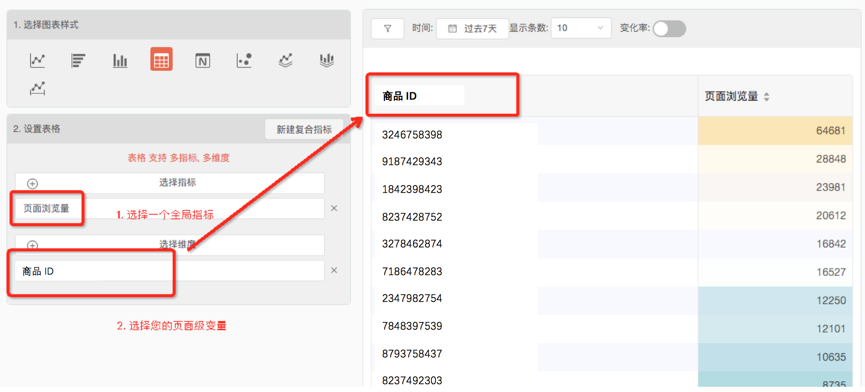 1. 选择图表样式
2. 设置表格
新建复合指标
表格 支持 多指标, 多维度
选择指标
页面浏览量
1. 选择一个全局指标
选择维度
商品 ID
2. 选择您的页面级变量
时间: 过去7天 显示条数: 10 变化率:
商品 ID 页面浏览量
3246758398 64681
9187429343 28848
1842398423 23981
8237428752 20612
3278462874 16842
7186478283 16527
2347982754 12250
7848397539 12101
8793758437 10635
8237492303 8735